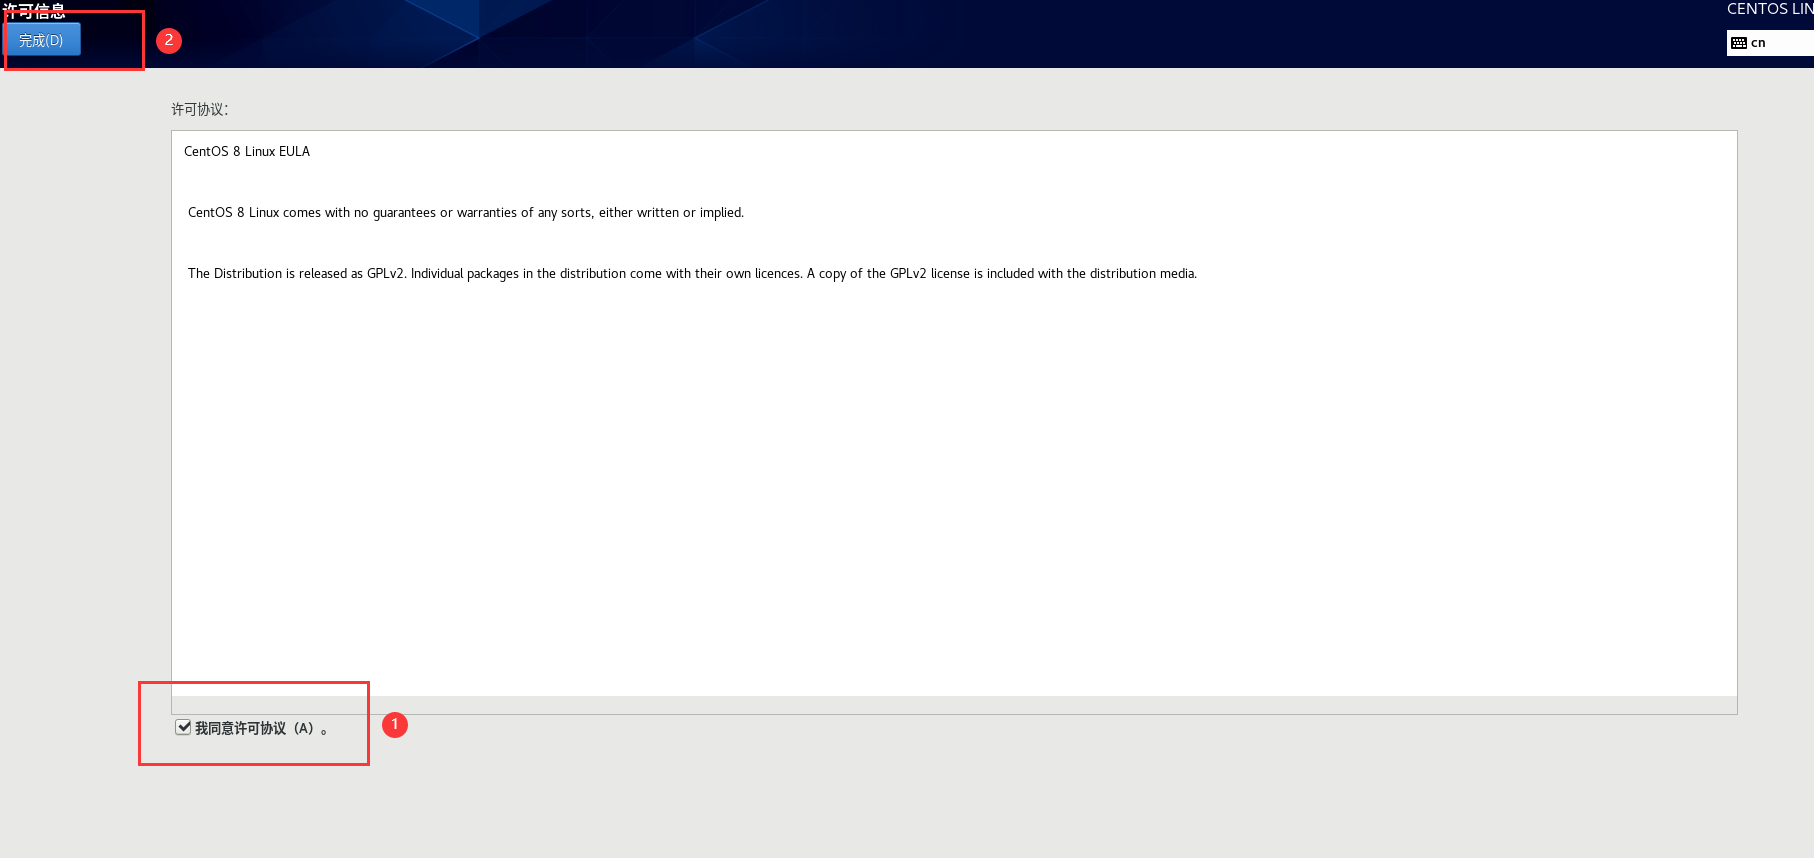 许可信息
CENTOS LIN
完成(D)
2
cn
许可协议：
CentOS 8 Linux EULA
CentOS 8 Linux comes with no guarantees or warranties of any sorts, either written or implied.
The Distribution is released as GPLv2. Individual packages in the distribution come with their own licences. A copy of the GPLv2 license is included with the distribution media.
我同意许可协议（A）。
1